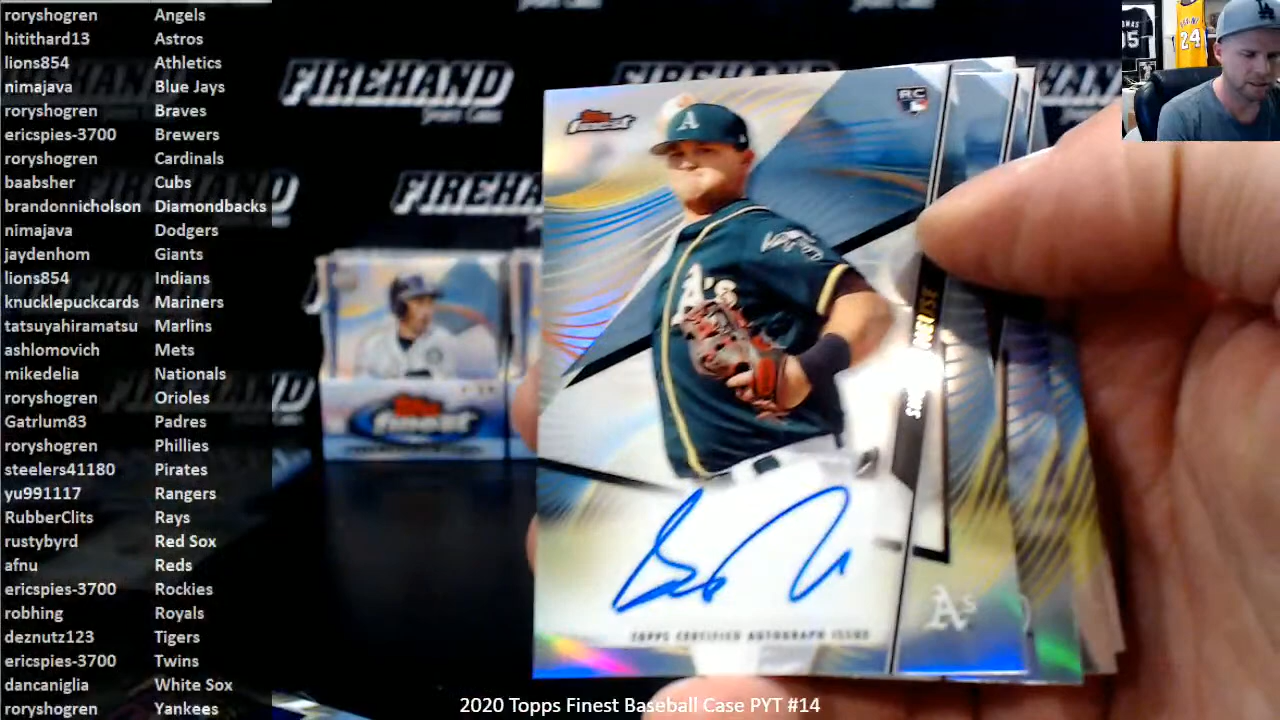 roryshogren Angels
hitithard13 Astros
lions854 Athletics
nimajava Blue Jays
roryshogren Braves
ericspies-3700 Brewers
roryshogren Cardinals
baabsher Cubs
brandonnicholson Diamondbacks
nimajava Dodgers
jaydenhom Giants
lions854 Indians
knucklepuckcards Mariners
tatsuyahiramatsu Marlins
ashlomovich Mets
mikedelia Nationals
roryshogren Orioles
Gatrlum83 Padres
roryshogren Phillies
steelers41180 Pirates
yu991117 Rangers
RubberClits Rays
rustybyrd Red Sox
afnu Reds
ericspies-3700 Rockies
robhing Royals
deznutz123 Tigers
ericspies-3700 Twins
dancaniglia White Sox
roryshogren Yankees
FIREHAND
FIREHAND
FIREHAND
Topps
finest
RC
A
A's
TOPPS CERTIFIED AUTOGRAPH ISSUE
A's
Topps
finest
24
2020 Topps Finest Baseball Case PYT #14